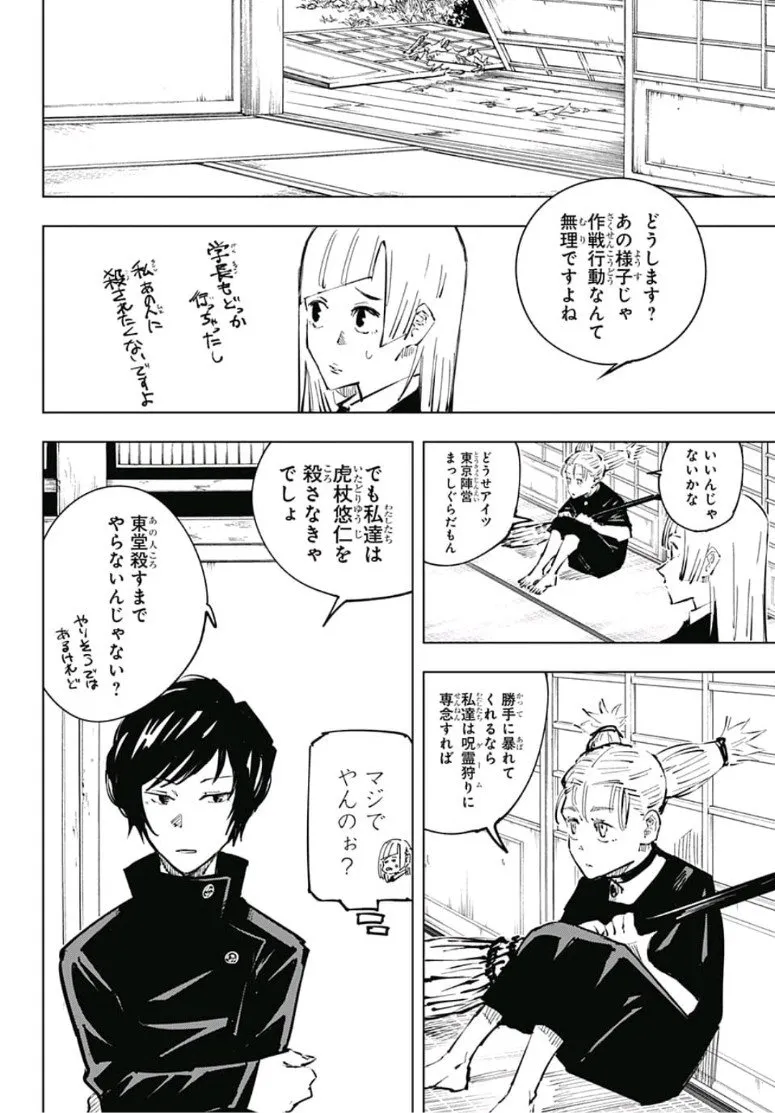 どうします？
あの様子じゃ
作戦行動なんて
無理ですよね
学長もどっか
行っちゃったし
私あの人に
殺されたくないですよ
いいんじゃ
ないかな
どうせアイツ
東京陣営
まっしぐらだもん
勝手に暴れて
くれるなら
私達は呪霊狩りに
専念すれば
でも私達は
虎杖悠仁を
殺さなきゃ
でしょ
マジで
やんのぉ？
東堂殺すまで
やらないんじゃない？
やりそうでは
あるけれど